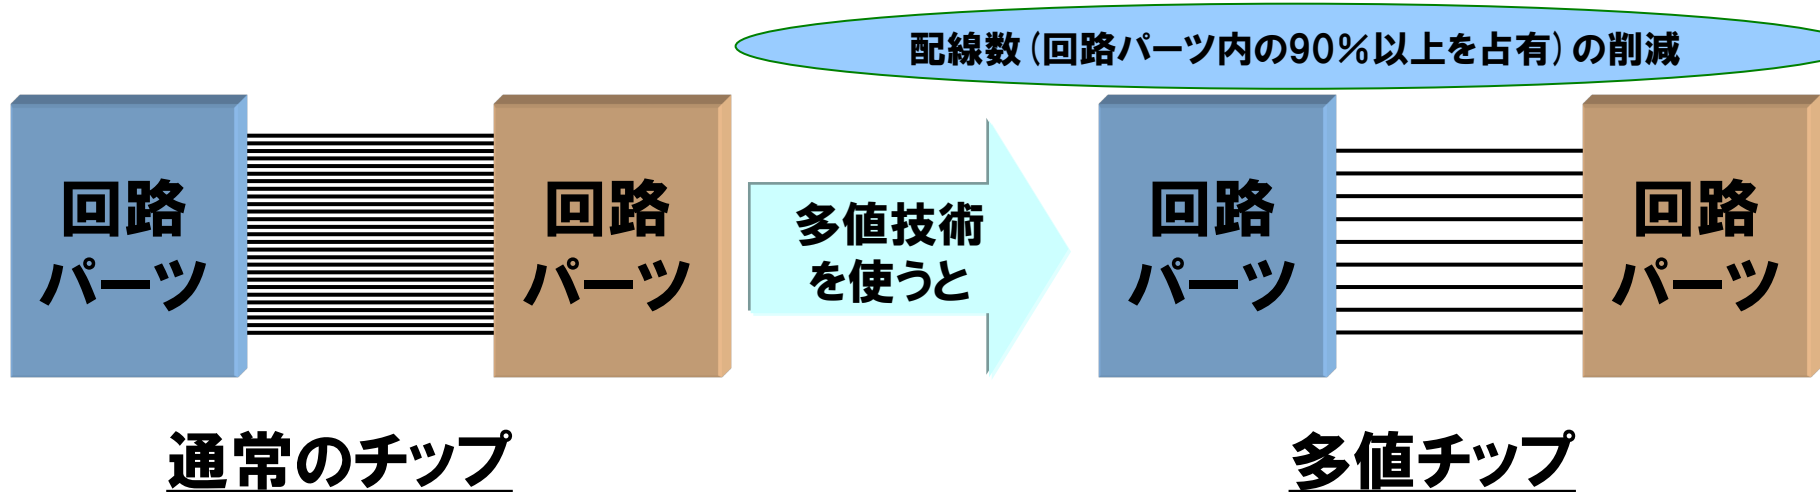 配線数(回路パーツ内の90%以上を占有)の削減
回路
パーツ
回路
パーツ
多値技術
を使うと
回路
パーツ
回路
パーツ
通常のチップ
多値チップ